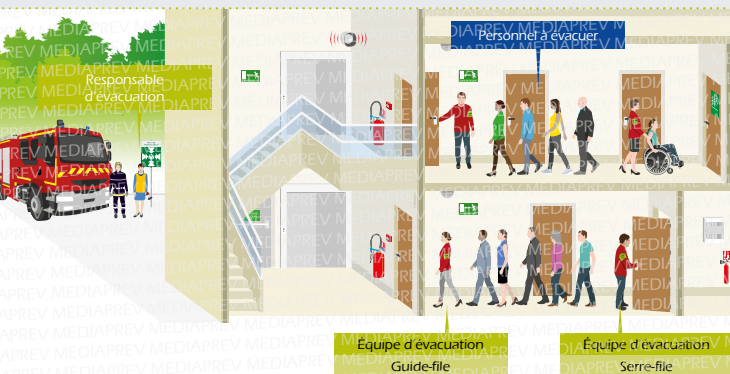 Personnel à évacuer
Responsable
d'évacuation
Équipe d'évacuation
Guide-file
Équipe d'évacuation
Serre-file
MEDIAPREV